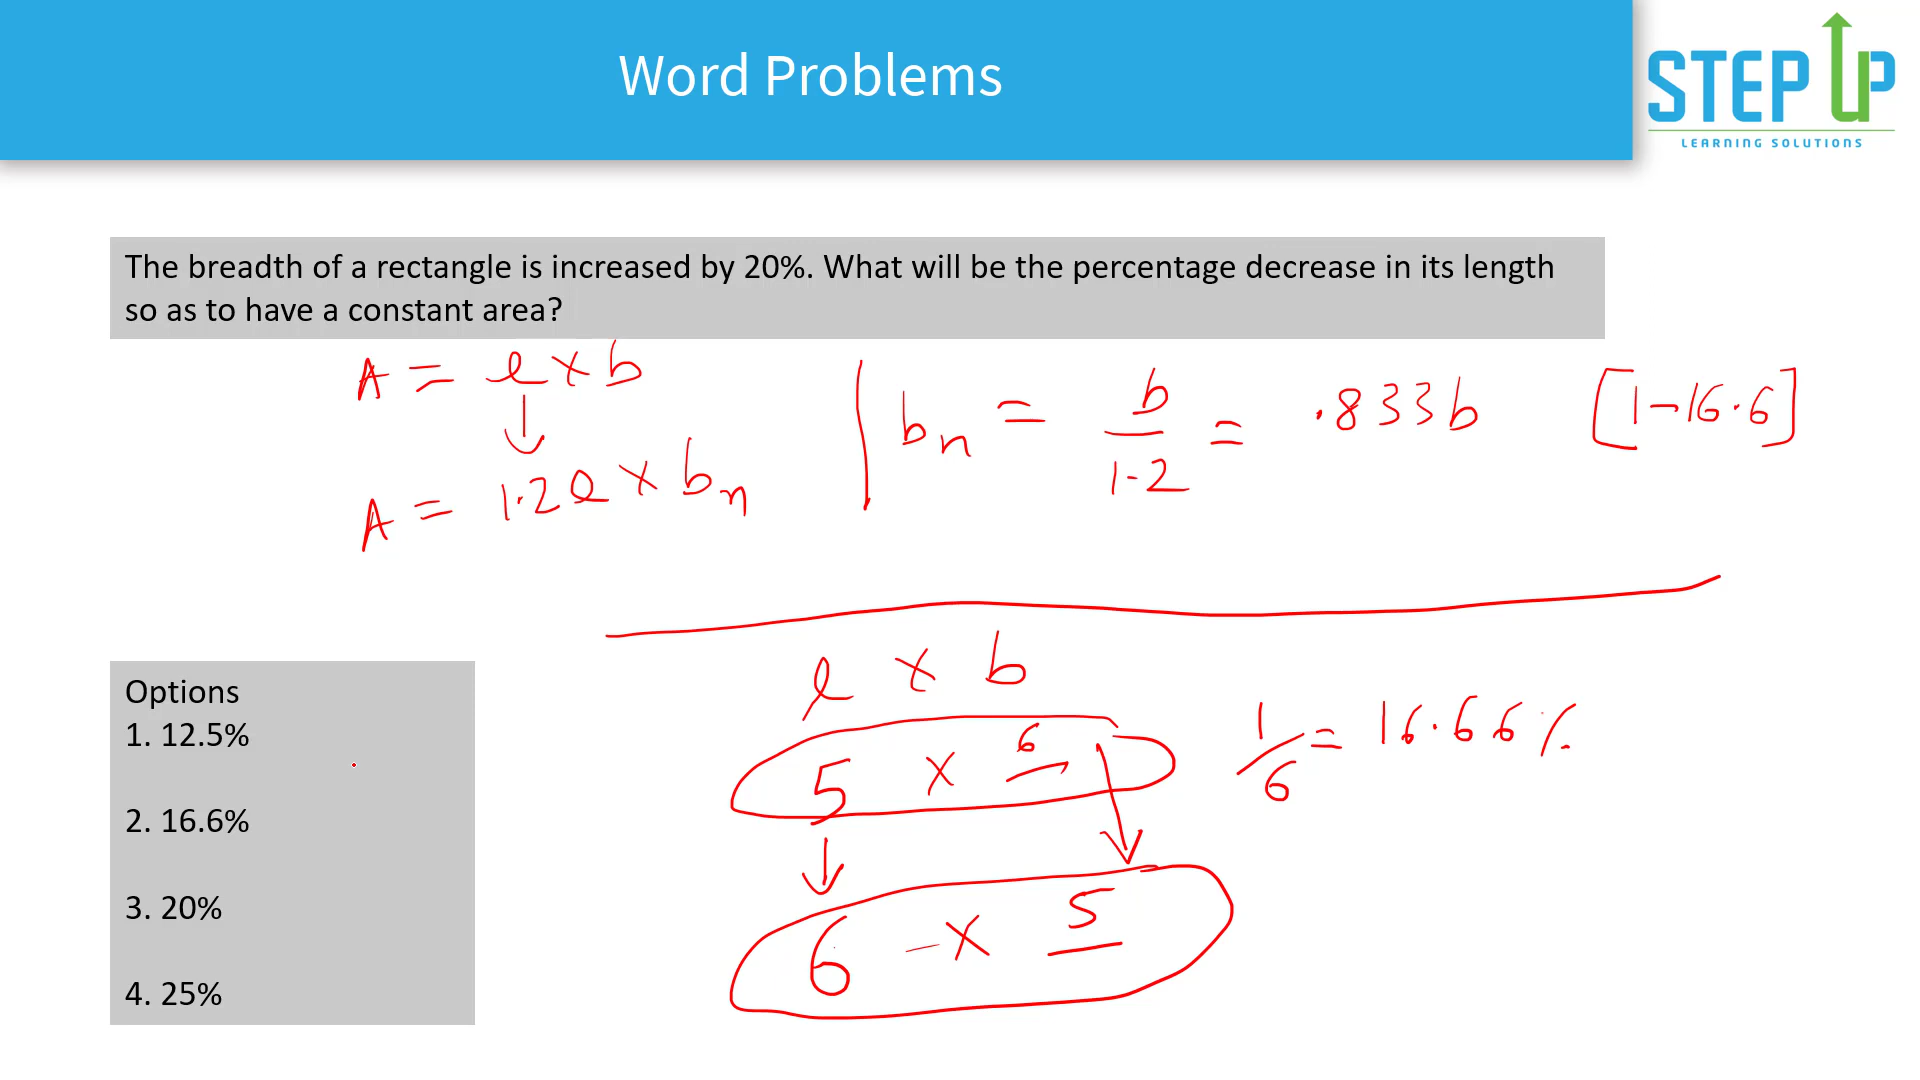 Word Problems
STEP UP
LEARNING SOLUTIONS
The breadth of a rectangle is increased by 20%. What will be the percentage decrease in its length
so as to have a constant area?
A = l × b
A = 1.2l × bn
bn = b/1.2 = .833b [1-16.6]
Options
1. 12.5%
2. 16.6%
3. 20%
4. 25%
l × b
5 × 6
6 - × 5
1/6 = 16.66%